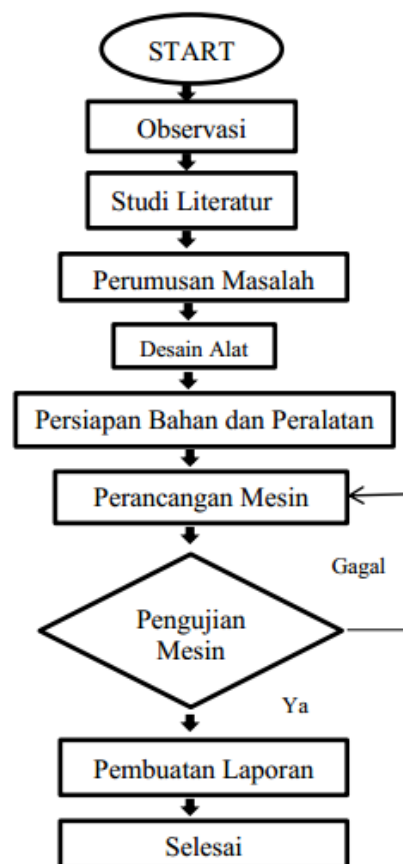 START
Observasi
Studi Literatur
Perumusan Masalah
Desain Alat
Persiapan Bahan dan Peralatan
Perancangan Mesin
Gagal
Pengujian
Mesin
Ya
Pembuatan Laporan
Selesai